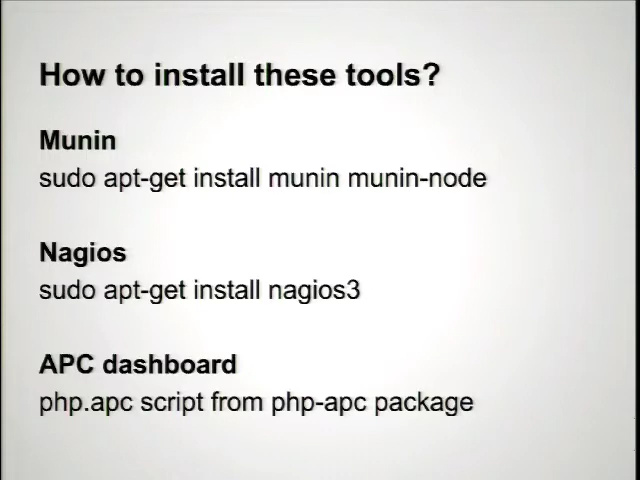 How to install these tools?
Munin
sudo apt-get install munin munin-node
Nagios
sudo apt-get install nagios3
APC dashboard
php.apc script from php-apc package